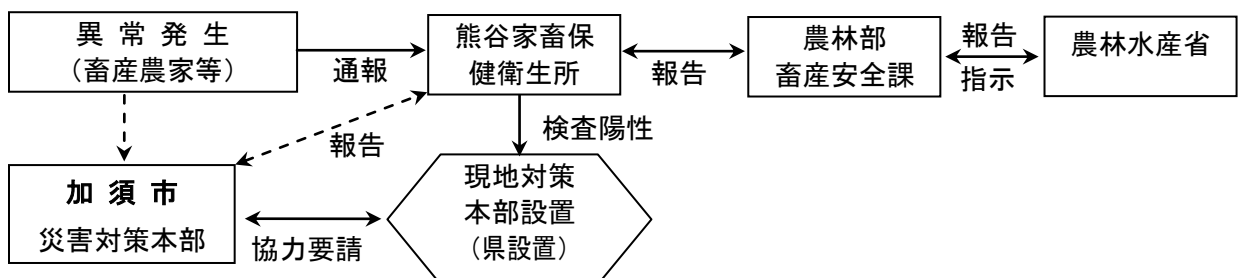 異常発生
（畜産農家等）
通報
熊谷家畜保
健衛生所
報告
農林部
畜産安全課
報告
指示
農林水産省
報告
検査陽性
加須市
災害対策本部
協力要請
現地対策
本部設置
（県設置）